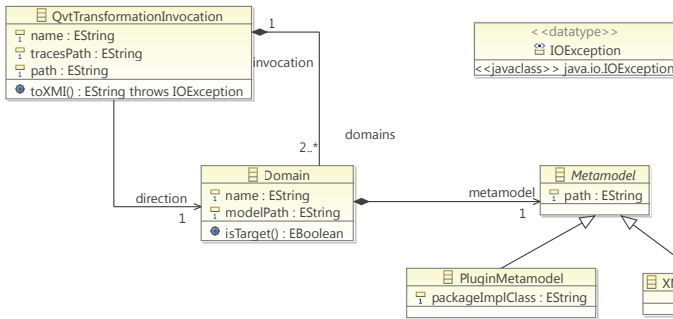 QvtTransformationInvocation
name : EString
tracesPath : EString
path : EString
toXMI() : EString throws IOException
1
invocation
<<datatype>>
IOException
<<javaclass>> java.io.IOException
domains
2..*
Domain
name : EString
modelPath : EString
isTarget() : EBoolean
direction
1
metamodel
1
Metamodel
path : EString
PluginMetamodel
packageImplClass : EString